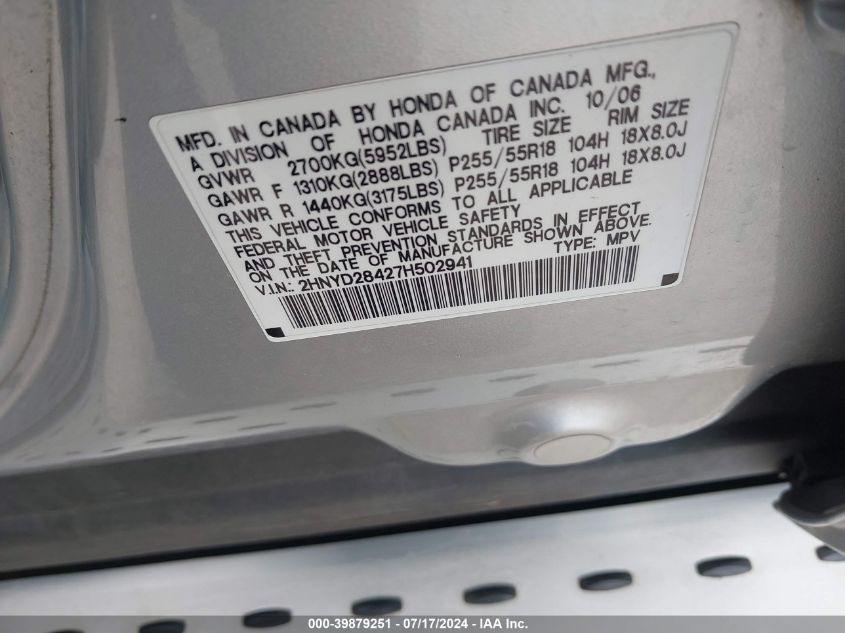 MFD. IN CANADA BY HONDA OF CANADA MFG.,
A DIVISION OF HONDA CANADA INC. 10/06
GVWR 2700KG(5952LBS) TIRE SIZE RIM SIZE
GAWR F 1310KG(2888LBS) P255/55R18 104H 18X8.0J
GAWR R 1440KG(3175LBS) P255/55R18 104H 18X8.0J
THIS VEHICLE CONFORMS TO ALL APPLICABLE
FEDERAL MOTOR VEHICLE SAFETY
AND THEFT PREVENTION STANDARDS IN EFFECT
ON THE DATE OF MANUFACTURE SHOWN ABOVE.
V.I.N.: 2HNYD28427H502941 TYPE: MPV
000-39879251 - 07/17/2024 - IAA Inc.